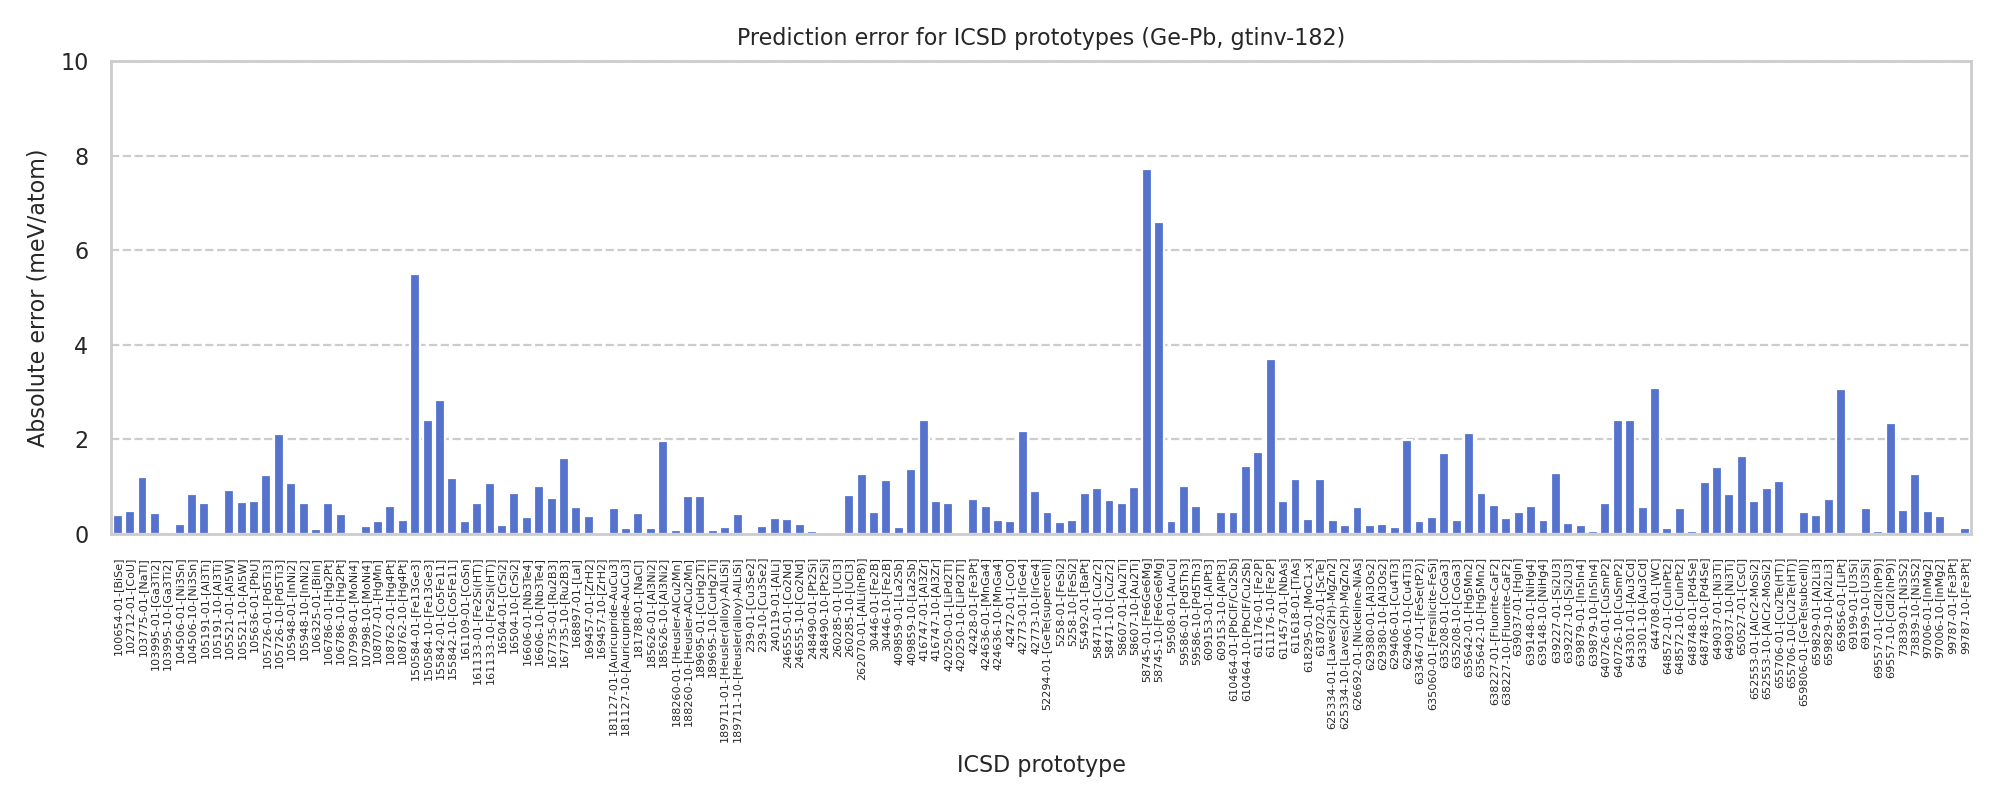 Prediction error for ICSD prototypes (Ge-Pb, gtinv-182)
Absolute error (meV/atom)
10
8
6
4
2
0
100654-01-[BiSe]
102712-01-[CoU]
103775-01-[NaTl]
103995-01-[Ga3Ti2]
103995-10-[Ga3Ti2]
104506-01-[Ni3Sn]
104506-10-[Ni3Sn]
105191-01-[Al3Ti]
105191-10-[Al3Ti]
105521-01-[Al5W]
105521-10-[Al5W]
105636-01-[PbU]
105726-01-[Pd5Ti3]
105726-10-[Pd5Ti3]
105948-01-[InNi2]
105948-10-[InNi2]
106325-01-[BiIn]
106786-01-[Hg2Pt]
106786-10-[Hg2Pt]
107998-01-[MoNi4]
107998-10-[MoNi4]
108707-01-[HgMn]
108762-01-[Hg4Pt]
108762-10-[Hg4Pt]
150584-01-[Fe13Ge3]
150584-10-[Fe13Ge3]
155842-01-[Co5Fe11]
155842-10-[Co5Fe11]
161109-01-[CoSn]
161133-01-[Fe2Si(HT)]
161133-10-[Fe2Si(HT)]
16504-01-[CrSi2]
16504-10-[CrSi2]
16606-01-[Nb3Te4]
16606-10-[Nb3Te4]
167735-01-[Ru2B3]
167735-10-[Ru2B3]
168897-01-[LaI]
169457-01-[ZrH2]
169457-10-[ZrH2]
181127-01-[Auricupride-AuCu3]
181127-10-[Auricupride-AuCu3]
181788-01-[NaCl]
185626-01-[Al3Ni2]
185626-10-[Al3Ni2]
188260-01-[Heusler-AlCu2Mn]
188260-10-[Heusler-AlCu2Mn]
189695-01-[CuHg2Ti]
189695-10-[CuHg2Ti]
189711-01-[Heusler(alloy)-AlLiSi]
189711-10-[Heusler(alloy)-AlLiSi]
239-01-[Cu3Se2]
239-10-[Cu3Se2]
240119-01-[AlLi]
246555-01-[Co2Nd]
246555-10-[Co2Nd]
248490-01-[Pt2Si]
248490-10-[Pt2Si]
260285-01-[UCl3]
260285-10-[UCl3]
262070-01-[AlLi(hP8)]
30446-01-[Fe2B]
30446-10-[Fe2B]
409859-01-[La2Sb]
409859-10-[La2Sb]
416747-01-[Al3Zr]
416747-10-[Al3Zr]
420250-01-[LiPd2Tl]
420250-10-[LiPd2Tl]
42428-01-[Fe3Pt]
424636-01-[MnGa4]
424636-10-[MnGa4]
42472-01-[CoO]
42773-01-[IrGe4]
42773-10-[IrGe4]
52294-01-[GeTe(supercell)]
5258-01-[FeSi2]
5258-10-[FeSi2]
55492-01-[BaPt]
58471-01-[CuZr2]
58471-10-[CuZr2]
58607-01-[Au2Ti]
58607-10-[Au2Ti]
58745-01-[Fe6Ge6Mg]
58745-10-[Fe6Ge6Mg]
59508-01-[AuCu]
59586-01-[Pd5Th3]
59586-10-[Pd5Th3]
609153-01-[AlPt3]
609153-10-[AlPt3]
610464-01-[PbClF/Cu2Sb]
610464-10-[PbClF/Cu2Sb]
611176-01-[Fe2P]
611176-10-[Fe2P]
611457-01-[NbAs]
611618-01-[TiAs]
618295-01-[MoC1-x]
618702-01-[ScTe]
625334-01-[Laves(2H)-MgZn2]
625334-10-[Laves(2H)-MgZn2]
626692-01-[Nickeline-NiAs]
629380-01-[Al3Os2]
629380-10-[Al3Os2]
629406-01-[Cu4Ti3]
629406-10-[Cu4Ti3]
633467-01-[FeSe(tP2)]
635060-01-[Fersilicite-FeSi]
635208-01-[CoGa3]
635208-10-[CoGa3]
635642-01-[Hg5Mn2]
635642-10-[Hg5Mn2]
638227-01-[Fluorite-CaF2]
638227-10-[Fluorite-CaF2]
639037-01-[HgIn]
639148-01-[NiHg4]
639148-10-[NiHg4]
639227-01-[Si2U3]
639227-10-[Si2U3]
639879-01-[In5In4]
639879-10-[In5In4]
640726-01-[CuSmP2]
640726-10-[CuSmP2]
643301-01-[Au3Cd]
643301-10-[Au3Cd]
644708-01-[WC]
648572-01-[CuInPt2]
648572-10-[CuInPt2]
648748-01-[Pd4Se]
648748-10-[Pd4Se]
649037-01-[Ni3Ti]
649037-10-[Ni3Ti]
650527-01-[CsCl]
652553-01-[AlCr2-MoSi2]
652553-10-[AlCr2-MoSi2]
655706-01-[Cu2Te(HT)]
655706-10-[Cu2Te(HT)]
659806-01-[GeTe(subcell)]
659829-01-[Al2Li3]
659829-10-[Al2Li3]
659856-01-[LiPt]
69199-01-[U3Si]
69199-10-[U3Si]
69557-01-[CdI2(hP9)]
69557-10-[CdI2(hP9)]
73839-01-[Ni3S2]
73839-10-[Ni3S2]
97006-01-[InMg2]
97006-10-[InMg2]
99787-01-[Fe3Pt]
99787-10-[Fe3Pt]
ICSD prototype